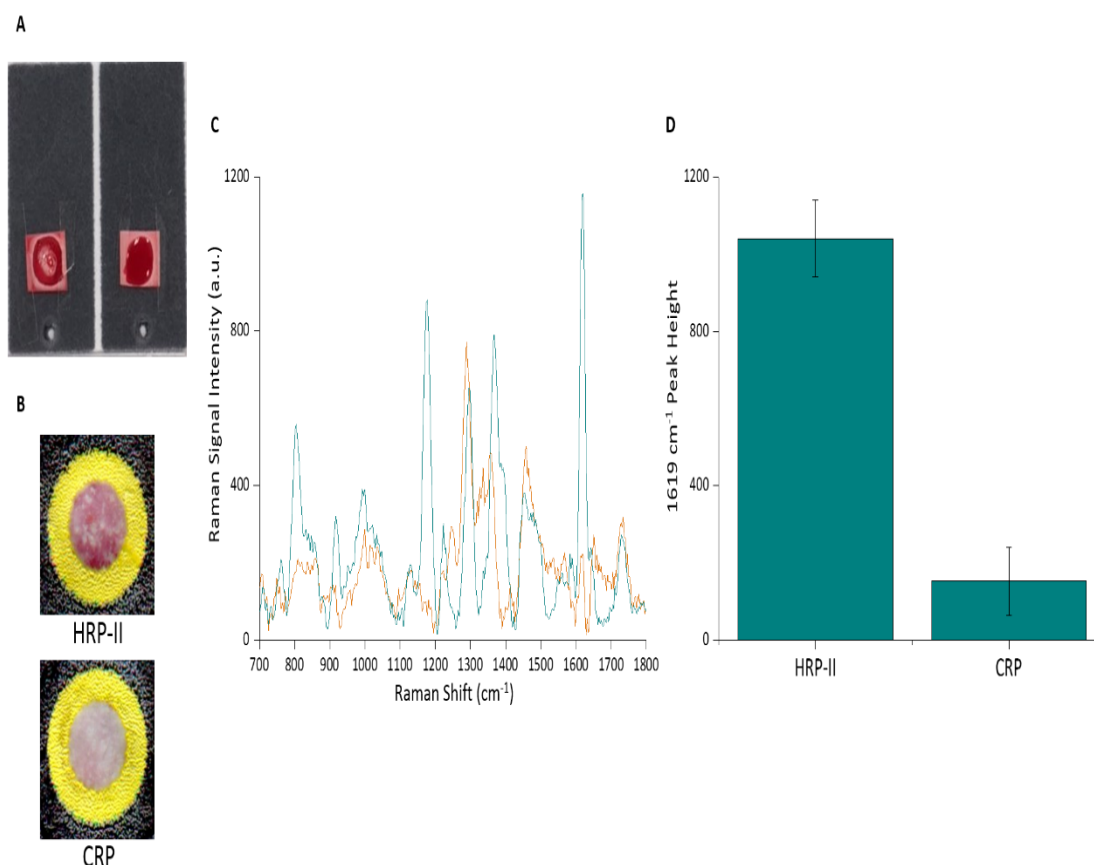 A
B
HRP-II
CRP
C
Raman Signal Intensity (a.u.)
1200
800
400
0
700 800 900 1000 1100 1200 1300 1400 1500 1600 1700 1800
Raman Shift (cm⁻¹)
D
1619 cm⁻¹ Peak Height
1200
800
400
0
HRP-II CRP